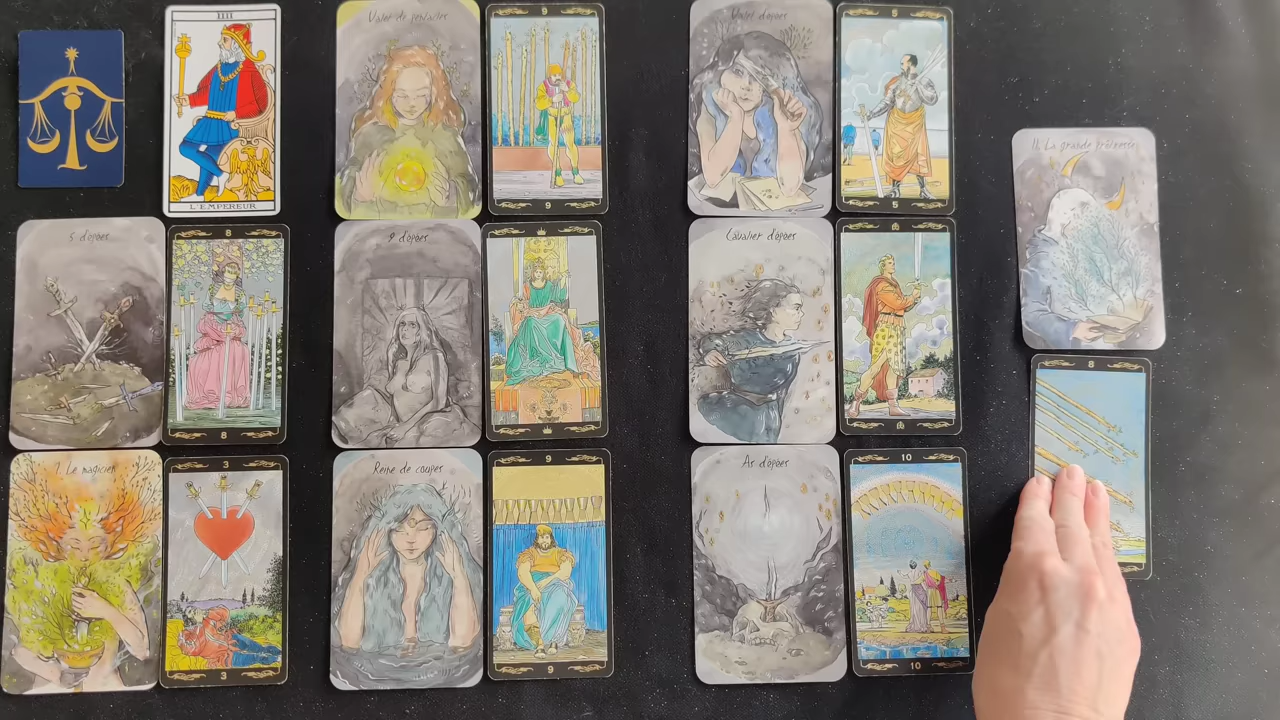 IIII
L'EMPEREUR
Valet de pentacles
9
9
Valet d'épées
5
5
II. La grande prêtresse
5 d'épées
8
8
9 d'épées
Cavalier d'épées
8
I. Le magicien
3
3
Reine de coupes
9
9
As d'épées
10
10